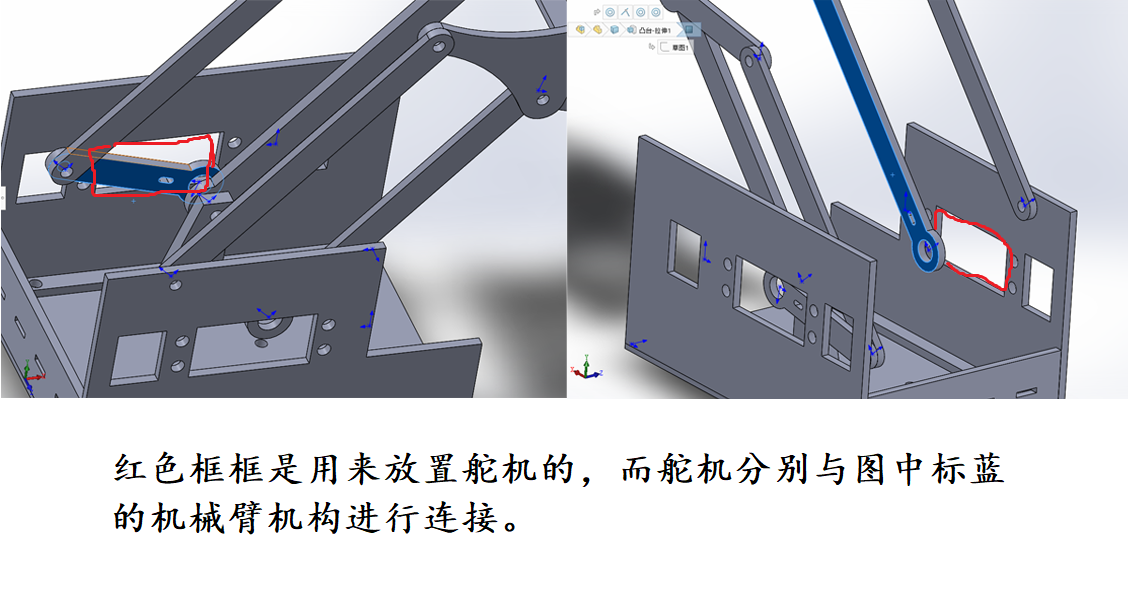 凸台-拉伸1
草图1
红色框框是用来放置舵机的，而舵机分别与图中标蓝
的机械臂机构进行连接。